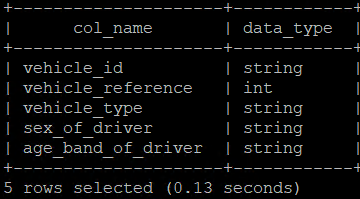 col_name | data_type
vehicle_id | string
vehicle_reference | int
vehicle_type | string
sex_of_driver | string
age_band_of_driver | string
5 rows selected (0.13 seconds)